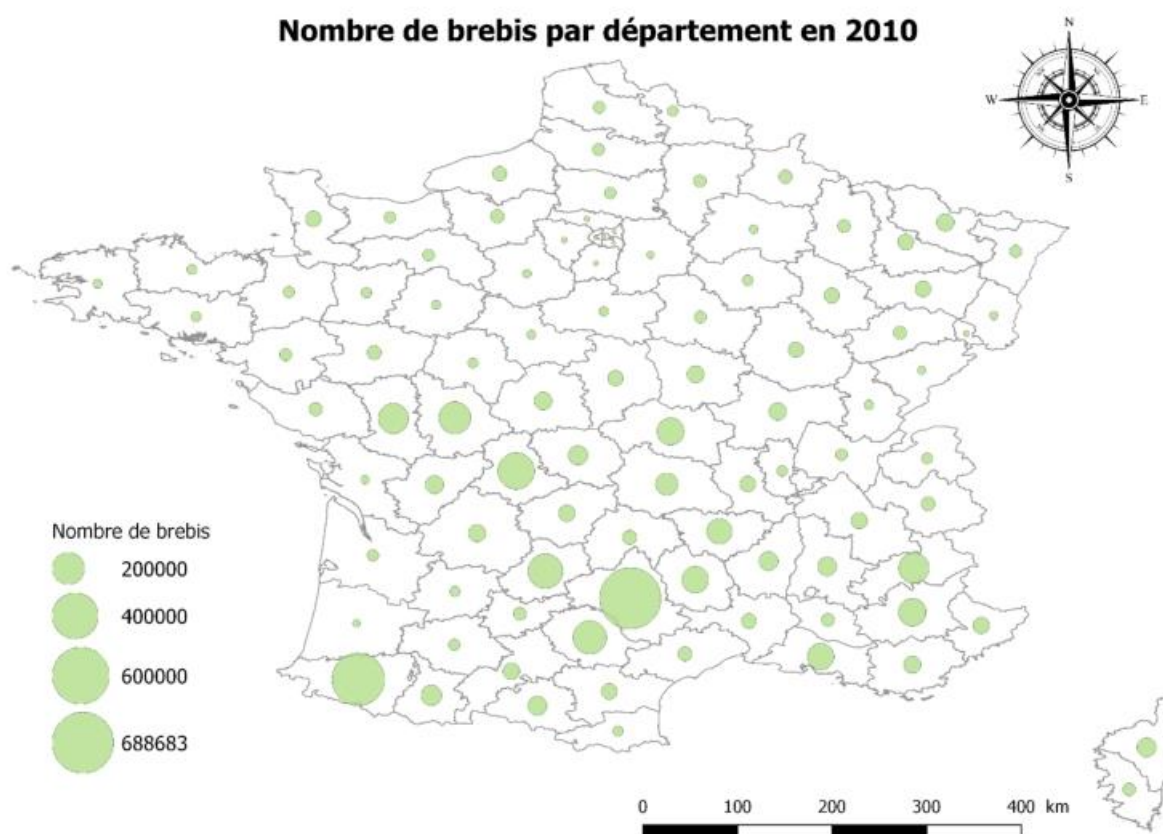 Nombre de brebis par département en 2010
N
W E
S
Nombre de brebis
200000
400000
600000
688683
0 100 200 300 400 km